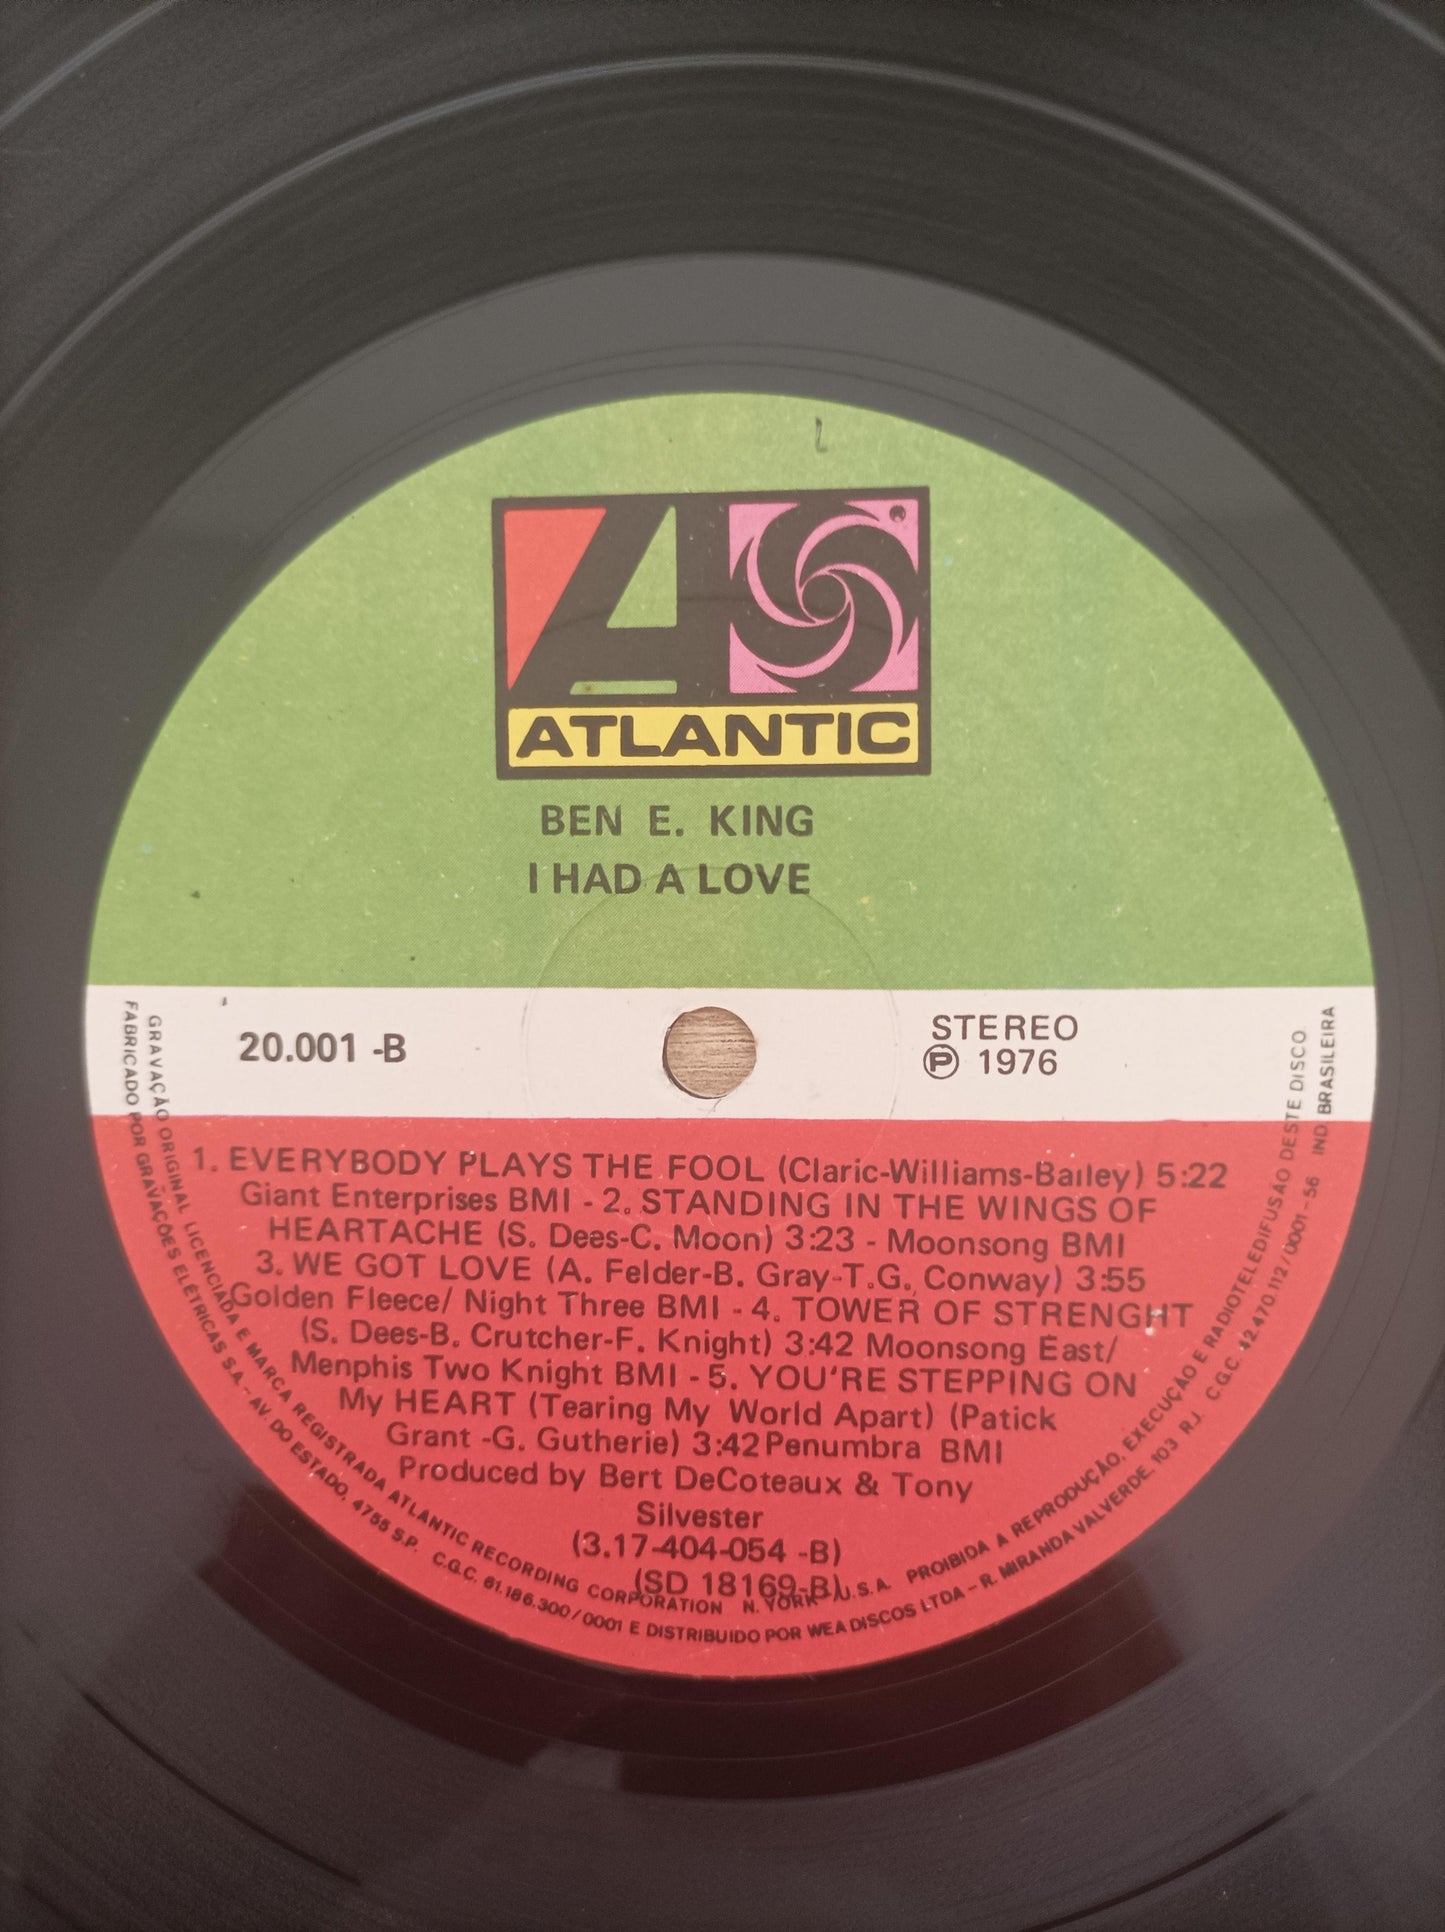 ATLANTIC
BEN E. KING
I HAD A LOVE
20.001 -B
STEREO
Ⓟ 1976
1. EVERYBODY PLAYS THE FOOL (Claric-Williams-Bailey) 5:22
Giant Enterprises BMI - 2. STANDING IN THE WINGS OF
HEARTACHE (S. Dees-C. Moon) 3:23 - Moonsong BMI
3. WE GOT LOVE (A. Felder-B. Gray-T.G. Conway) 3:55
Golden Fleece/ Night Three BMI - 4. TOWER OF STRENGHT
(S. Dees-B. Crutcher-F. Knight) 3:42 Moonsong East/
Menphis Two Knight BMI - 5. YOU'RE STEPPING ON
My HEART (Tearing My World Apart) (Patick
Grant -G. Gutherie) 3:42 Penumbra BMI
Produced by Bert DeCoteaux & Tony
Silvester
(3.17-404-054 -B)
(SD 18169-B)
GRAVAÇÃO ORIGINAL LICENCIADA E MARCA REGISTRADA ATLANTIC RECORDING CORPORATION N. YORK - U.S.A. PROIBIDA A REPRODUÇÃO, EXECUÇÃO E RADIOTELEDIFUSÃO DESTE DISCO
FABRICADO POR GRAVAÇÕES ELÉTRICAS S.A. - AV. DO ESTADO, 4755 S.P. C.G.C. 61.186.300/0001 E DISTRIBUIDO POR WEA DISCOS LTDA - R. MIRANDA VALVERDE, 103 RJ. C.G.C. 42.470.112/0001-56 IND BRASILEIRA